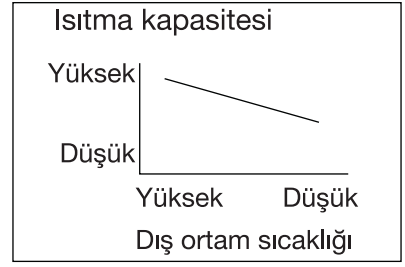 Isıtma kapasitesi
Yüksek
Düşük
Yüksek Düşük
Dış ortam sıcaklığı